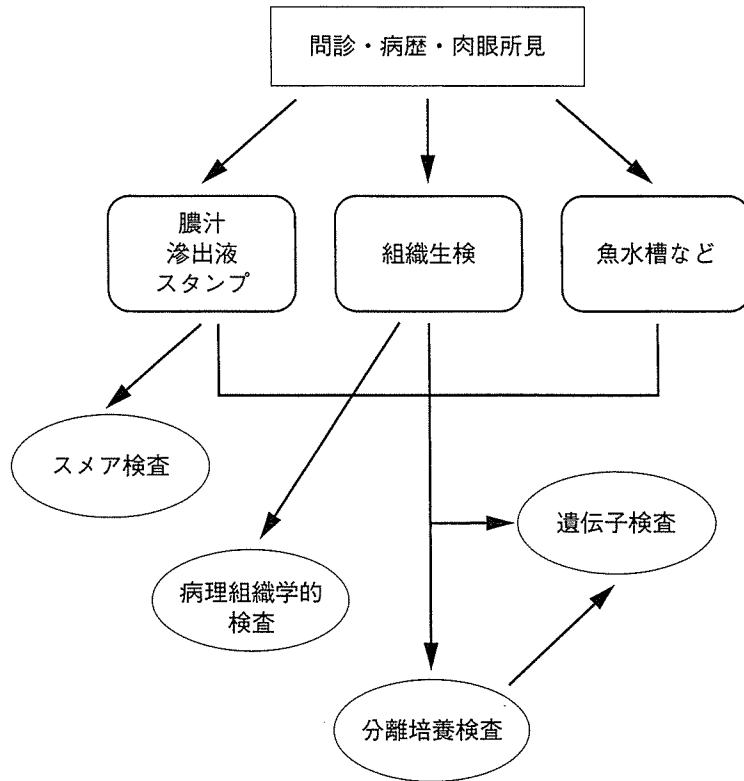 問診・病歴・肉眼所見
膿汁
滲出液
スタンプ
組織生検
魚水槽など
スメア検査
遺伝子検査
病理組織学的
検査
分離培養検査